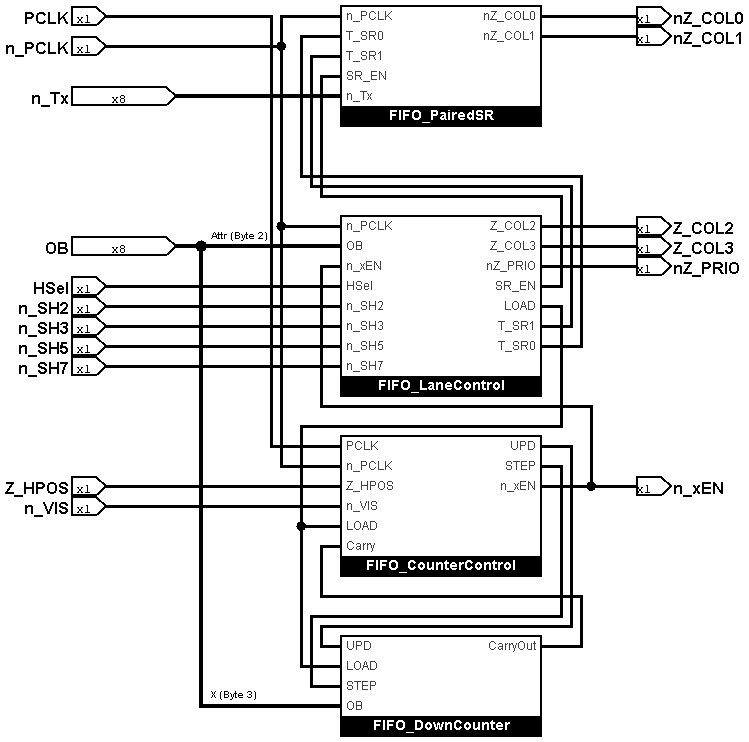 PCLK x1 n_PCLK nZ_COL0 x1 nZ_COL0
n_PCLK x1 T_SR0 nZ_COL1 x1 nZ_COL1
T_SR1
SR_EN
n_Tx x8 n_Tx
FIFO_PairedSR
n_PCLK Z_COL2 x1 Z_COL2
Attr (Byte 2)
OB x8 OB Z_COL3 x1 Z_COL3
n_xEN nZ_PRIO x1 nZ_PRIO
HSel x1 HSel SR_EN
n_SH2 x1 n_SH2 LOAD
n_SH3 x1 n_SH3 T_SR1
n_SH5 x1 n_SH5 T_SR0
n_SH7 x1 n_SH7
FIFO_LaneControl
PCLK UPD
n_PCLK STEP
Z_HPOS x1 Z_HPOS n_xEN x1 n_xEN
n_VIS x1 n_VIS
LOAD
Carry
FIFO_CounterControl
UPD CarryOut
LOAD
STEP
X (Byte 3)
OB
FIFO_DownCounter